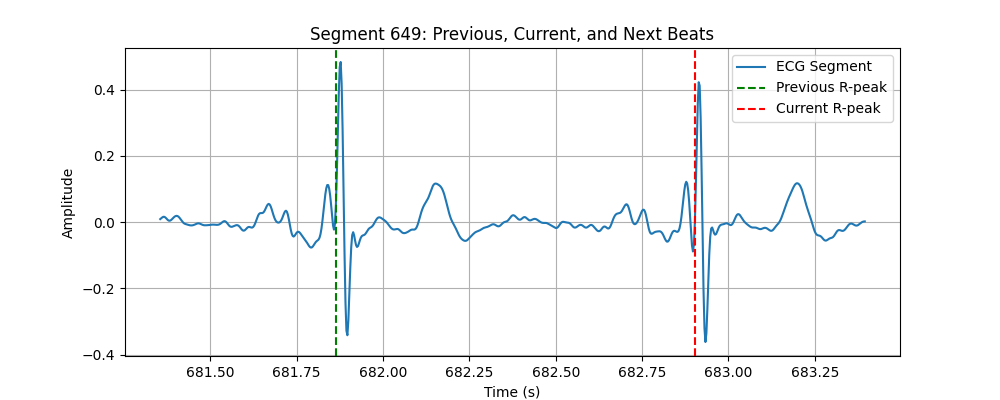 Segment 649: Previous, Current, and Next Beats
ECG Segment
Previous R-peak
Current R-peak
Amplitude
0.4
0.2
0.0
−0.2
−0.4
681.50 681.75 682.00 682.25 682.50 682.75 683.00 683.25
Time (s)